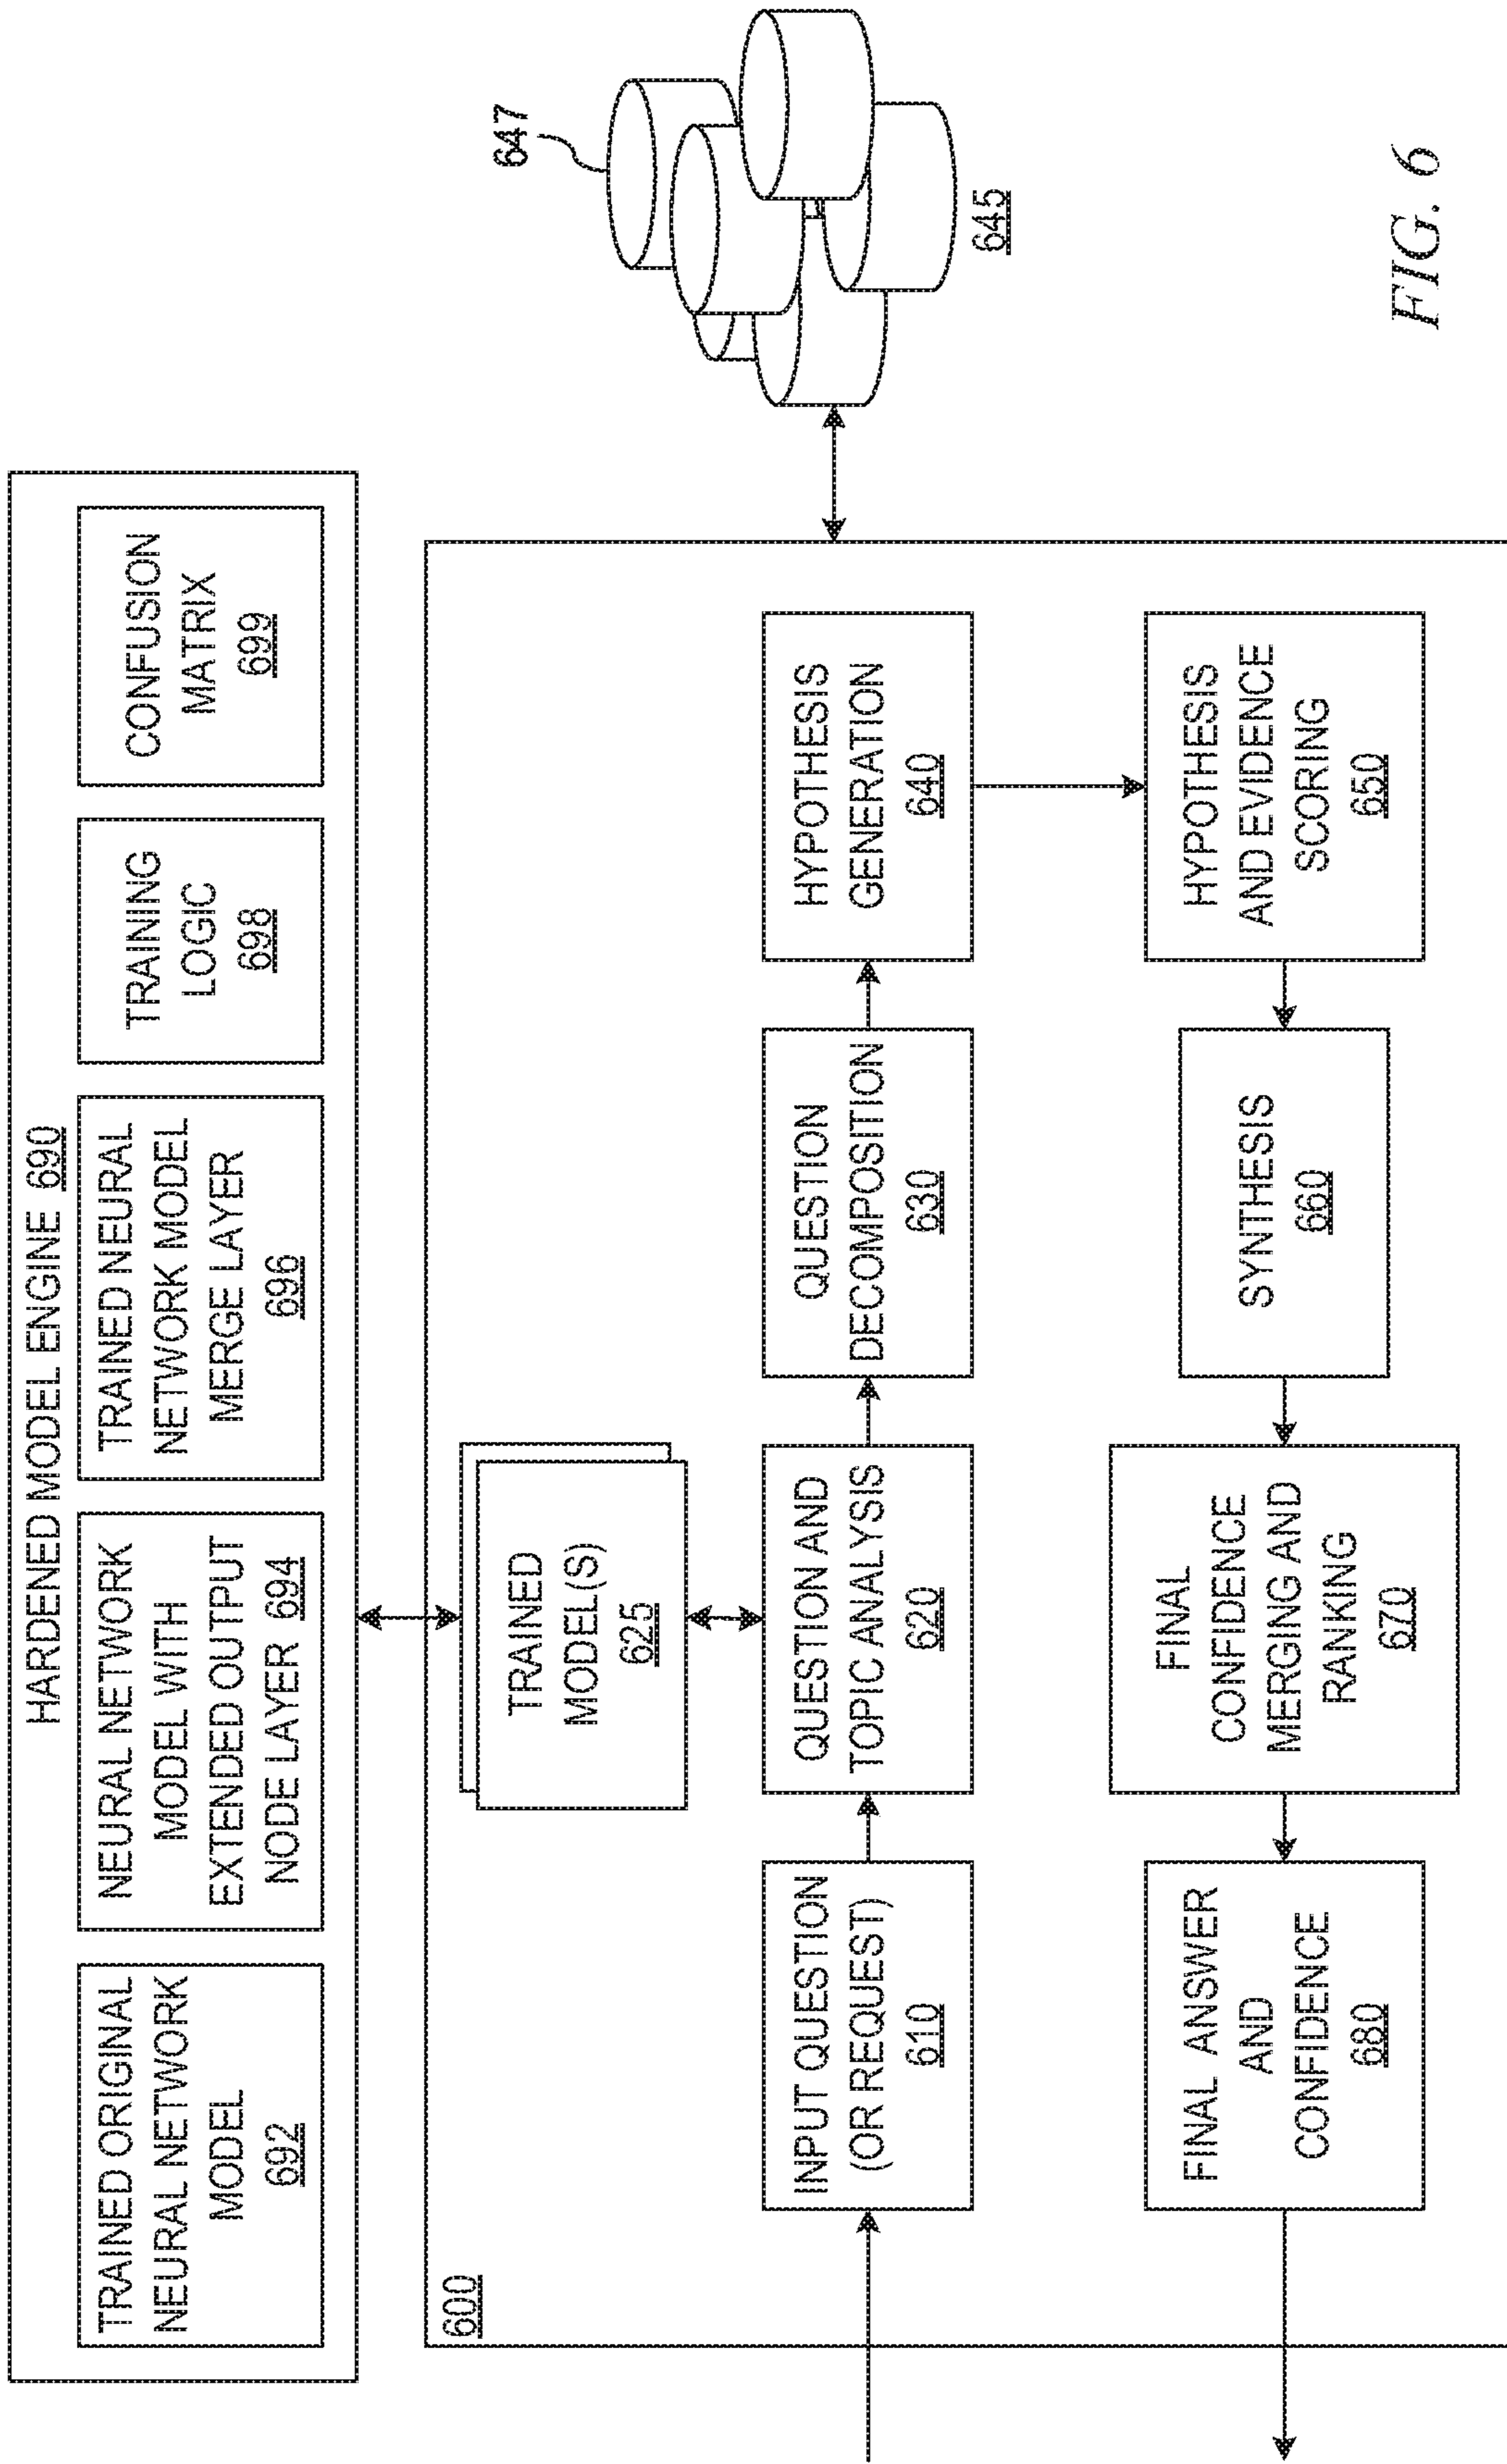 HARDENED MODEL ENGINE 690
TRAINED ORIGINAL
NEURAL NETWORK
MODEL
692
NEURAL NETWORK
MODEL WITH
EXTENDED OUTPUT
NODE LAYER 694
TRAINED NEURAL
NETWORK MODEL
MERGE LAYER
696
TRAINING
LOGIC
698
CONFUSION
MATRIX
699
600
TRAINED
MODEL(S)
625
INPUT QUESTION
(OR REQUEST)
610
QUESTION AND
TOPIC ANALYSIS
620
QUESTION
DECOMPOSITION
630
HYPOTHESIS
GENERATION
640
647
645
FINAL ANSWER
AND
CONFIDENCE
680
FINAL
CONFIDENCE
MERGING AND
RANKING
670
SYNTHESIS
660
HYPOTHESIS
AND EVIDENCE
SCORING
650
FIG. 6